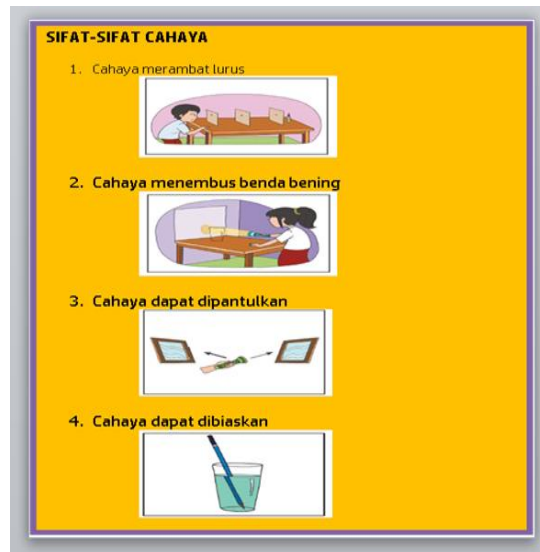 SIFAT-SIFAT CAHAYA
1. Cahaya merambat lurus
2. Cahaya menembus benda bening
3. Cahaya dapat dipantulkan
4. Cahaya dapat dibiaskan